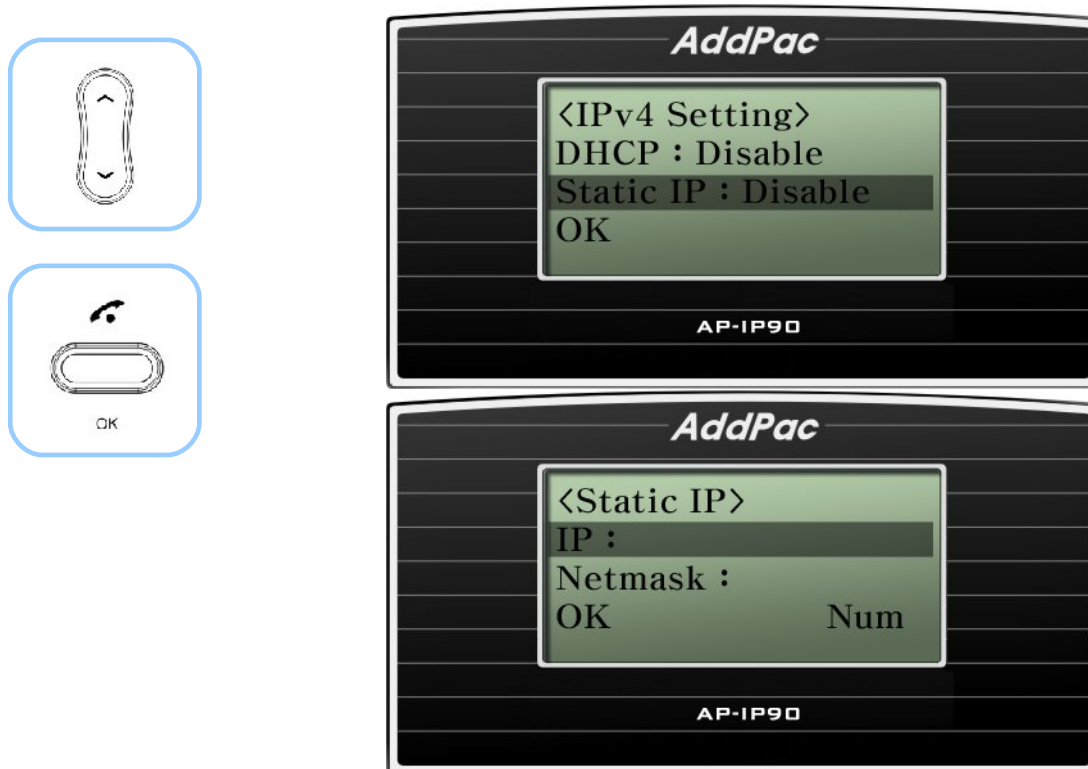 AddPac
<IPv4 Setting>
DHCP : Disable
Static IP : Disable
OK
AP-IP90
OK
AddPac
<Static IP>
IP :
Netmask :
OK Num
AP-IP90